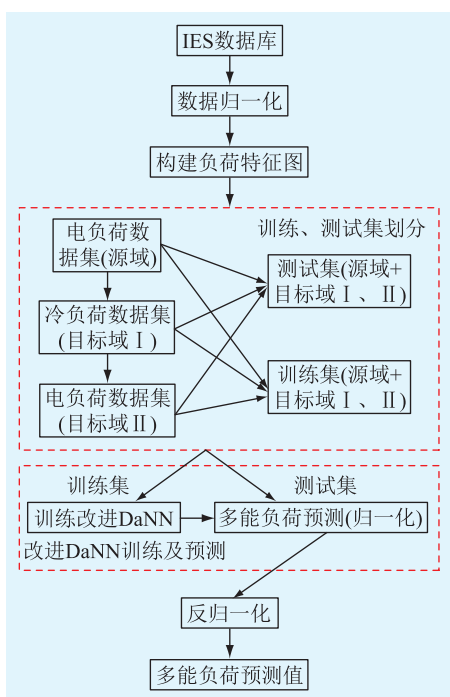 IES数据库
数据归一化
构建负荷特征图
训练、测试集划分
电负荷数
据集(源域)
测试集(源域+
目标域Ⅰ、Ⅱ)
冷负荷数据集
(目标域Ⅰ)
训练集(源域+
目标域Ⅰ、Ⅱ)
电负荷数据集
(目标域Ⅱ)
训练集
测试集
训练改进DaNN
多能负荷预测(归一化)
改进DaNN训练及预测
反归一化
多能负荷预测值